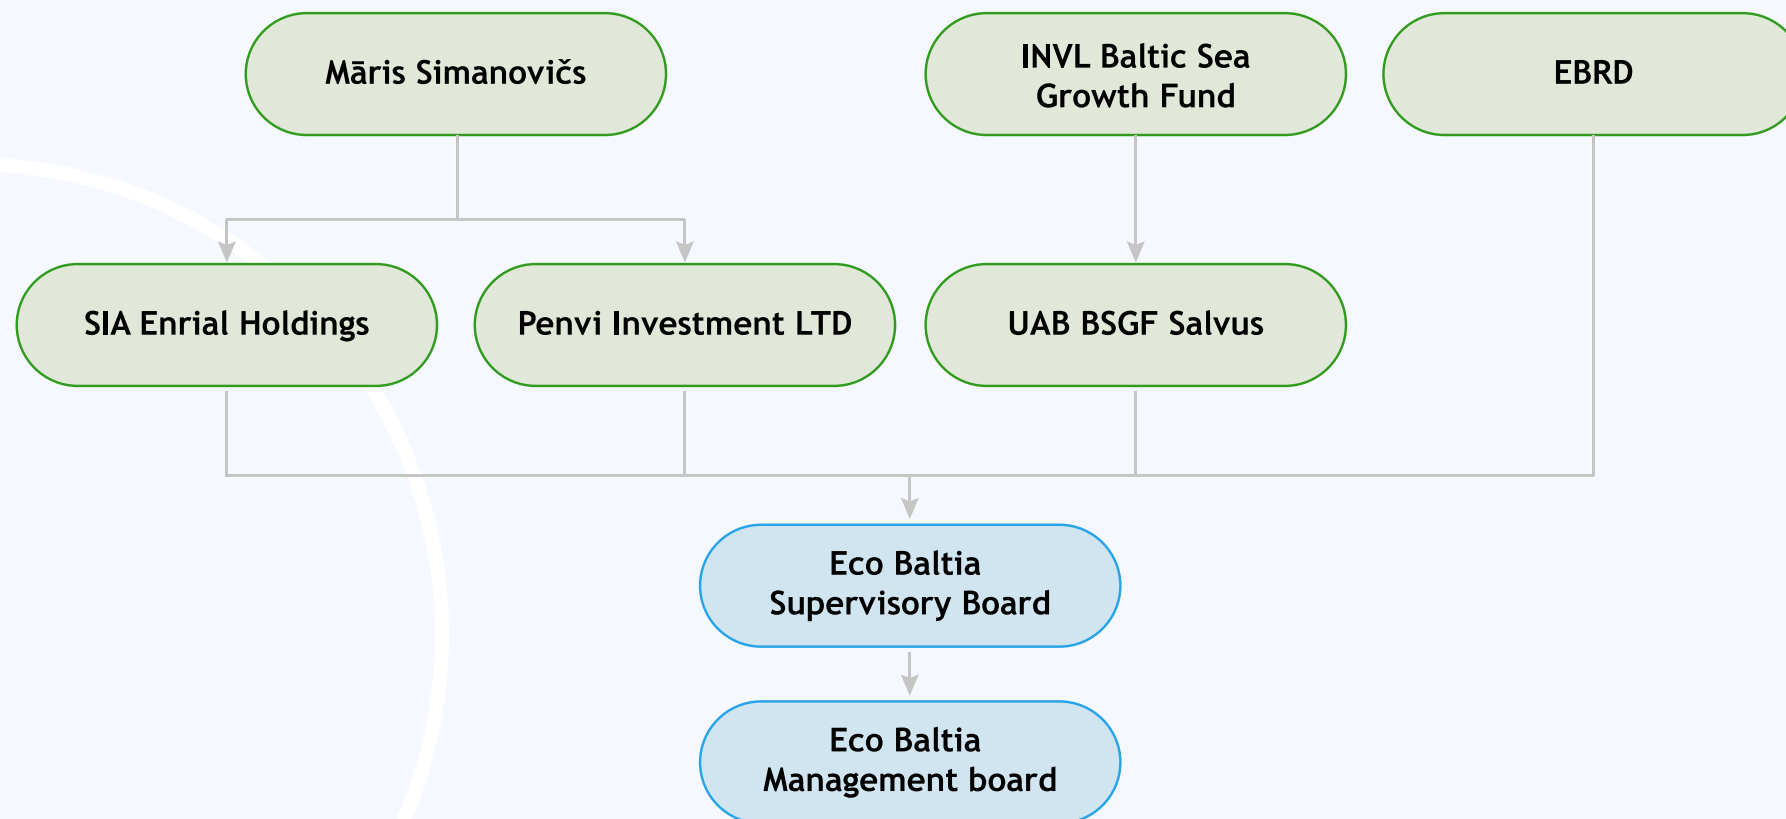 Māris Simanovičs
INVL Baltic Sea
Growth Fund
EBRD
SIA Enrial Holdings
Penvi Investment LTD
UAB BSGF Salvus
Eco Baltia
Supervisory Board
Eco Baltia
Management board